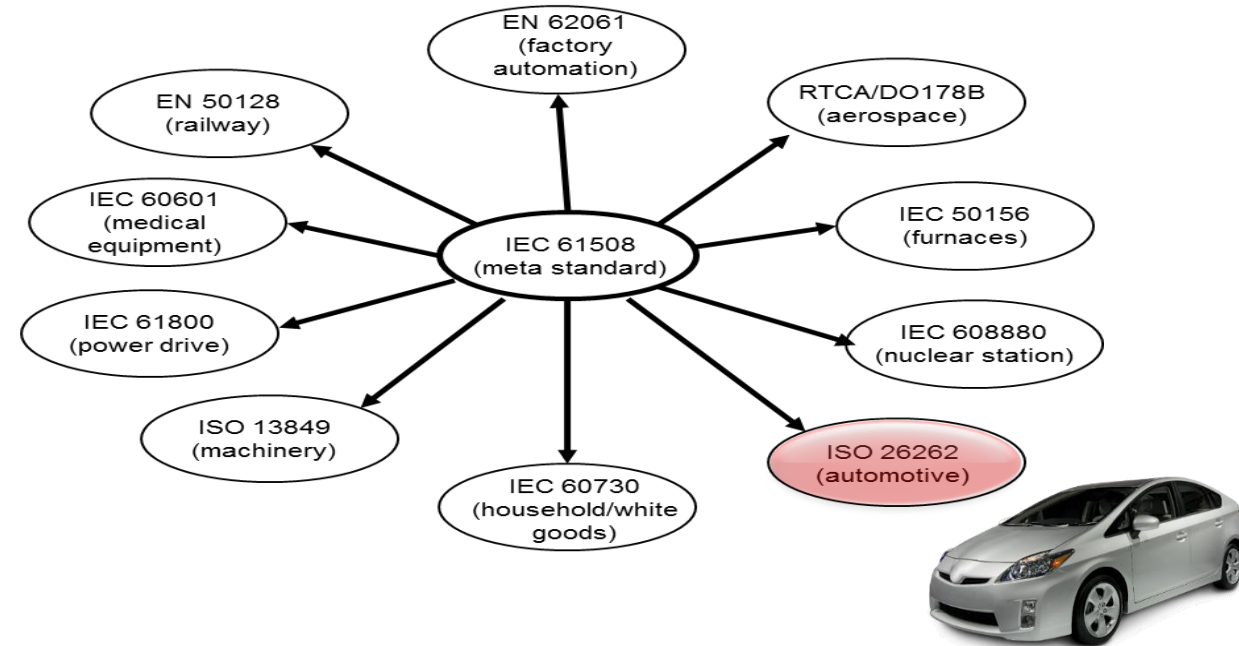 EN 62061
(factory
automation)
RTCA/DO178B
(aerospace)
EN 50128
(railway)
IEC 60601
(medical
equipment)
IEC 50156
(furnaces)
IEC 61508
(meta standard)
IEC 61800
(power drive)
IEC 608880
(nuclear station)
ISO 13849
(machinery)
ISO 26262
(automotive)
IEC 60730
(household/white
goods)